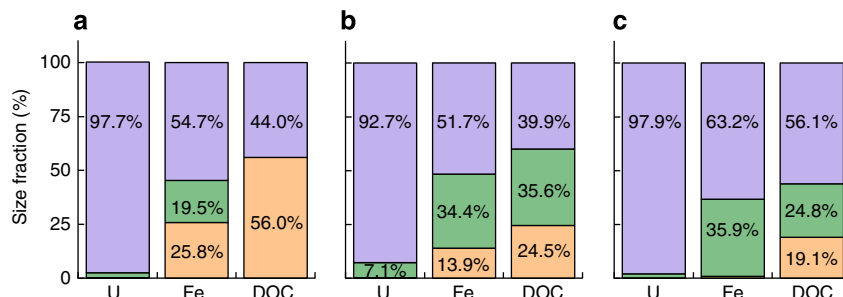 a b c
100
75
50
25
0
Size fraction (%)
97.7% 54.7% 44.0%
19.5%
25.8% 56.0%
U Fe DOC
92.7% 51.7% 39.9%
34.4% 35.6%
7.1% 13.9% 24.5%
U Fe DOC
97.9% 63.2% 56.1%
35.9% 24.8%
19.1%
U Fe DOC